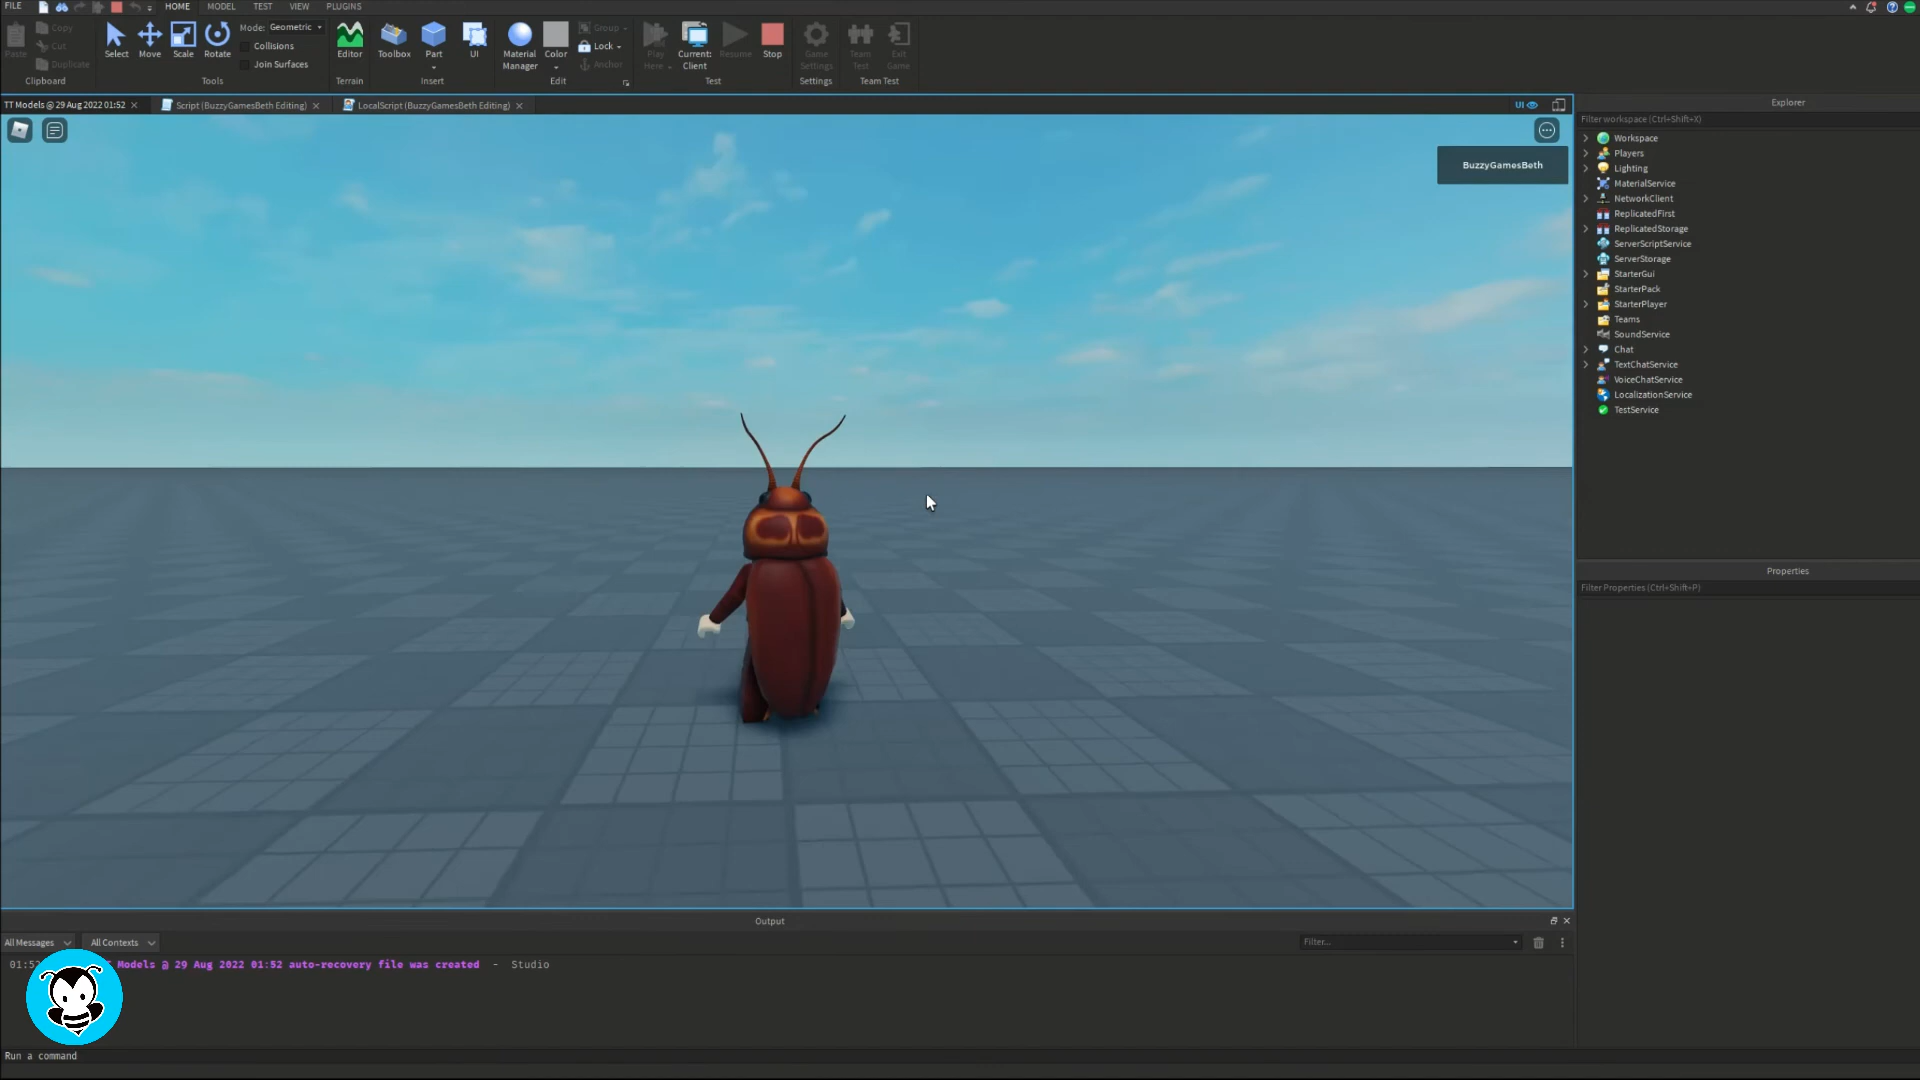 FILE HOME MODEL TEST VIEW PLUGINS
Paste Copy Cut Duplicate Clipboard
Select Move Scale Rotate
Mode: Geometric
Collisions
Join Surfaces
Tools
Editor
Terrain
Toolbox Part UI
Insert
Material Manager Color
Group
Lock
Anchor
Edit
Play Here Current: Client Resume Stop
Test
Game Settings
Settings
Team Test Exit Game
Team Test
TT Models @ 29 Aug 2022 01:52
Script (BuzzyGamesBeth Editing)
LocalScript (BuzzyGamesBeth Editing)
UI
BuzzyGamesBeth
Explorer
Filter workspace (Ctrl+Shift+X)
Workspace
Players
Lighting
MaterialService
NetworkClient
ReplicatedFirst
ReplicatedStorage
ServerScriptService
ServerStorage
StarterGui
StarterPack
StarterPlayer
Teams
SoundService
Chat
TextChatService
VoiceChatService
LocalizationService
TestService
Properties
Filter Properties (Ctrl+Shift+P)
Output
All Messages All Contexts Filter...
01:52 Models @ 29 Aug 2022 01:52 auto-recovery file was created - Studio
Run a command